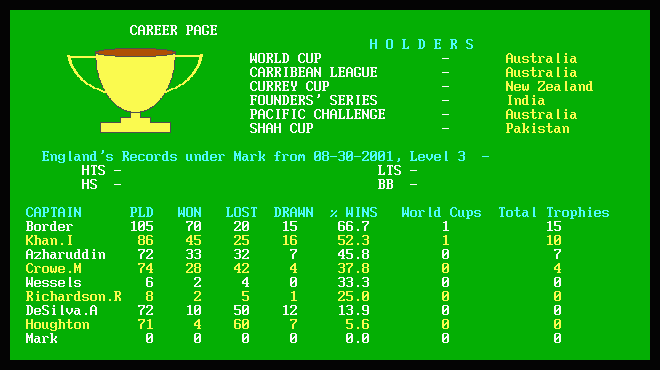 CAREER PAGE
H O L D E R S
WORLD CUP - Australia
CARRIBEAN LEAGUE - Australia
CURREY CUP - New Zealand
FOUNDERS' SERIES - India
PACIFIC CHALLENGE - Australia
SHAH CUP - Pakistan
England's Records under Mark from 08-30-2001, Level 3 -
HTS - LTS -
HS - BB -
CAPTAIN PLD WON LOST DRAWN % WINS World Cups Total Trophies
Border 105 70 20 15 66.7 1 15
Khan.I 86 45 25 16 52.3 1 10
Azharuddin 72 33 32 7 45.8 0 7
Crowe.M 74 28 42 4 37.8 0 4
Wessels 6 2 4 0 33.3 0 0
Richardson.R 8 2 5 1 25.0 0 0
DeSilva.A 72 10 50 12 13.9 0 0
Houghton 71 4 60 7 5.6 0 0
Mark 0 0 0 0 0.0 0 0